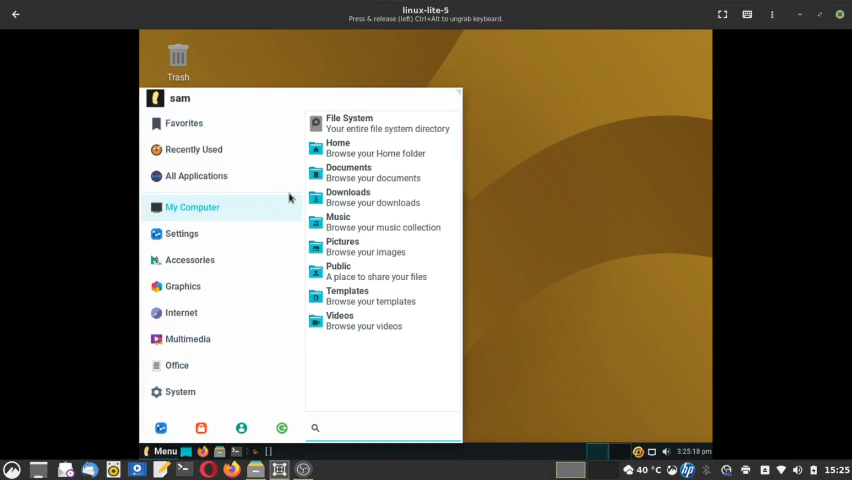 linux-lite-5
Press & release (left) Ctrl+Alt to ungrab keyboard.
Trash
sam
Favorites
Recently Used
All Applications
My Computer
Settings
Accessories
Graphics
Internet
Multimedia
Office
System
File System
Your entire file system directory
Home
Browse your Home folder
Documents
Browse your documents
Downloads
Browse your downloads
Music
Browse your music collection
Pictures
Browse your images
Public
A place to share your files
Templates
Browse your templates
Videos
Browse your videos
Menu
3:25:18 pm
40 °C
hp
15:25